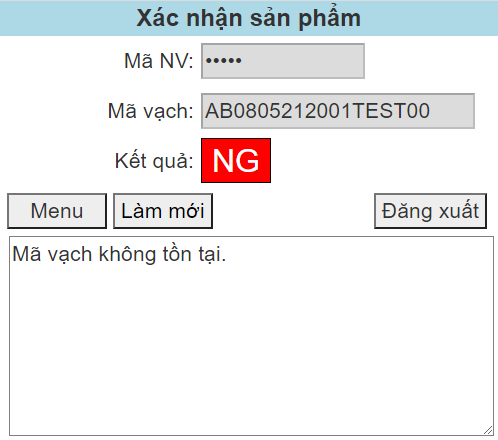 Xác nhận sản phẩm
Mã NV: •••••
Mã vạch: AB0805212001TEST00
Kết quả: NG
Menu Làm mới Đăng xuất
Mã vạch không tồn tại.